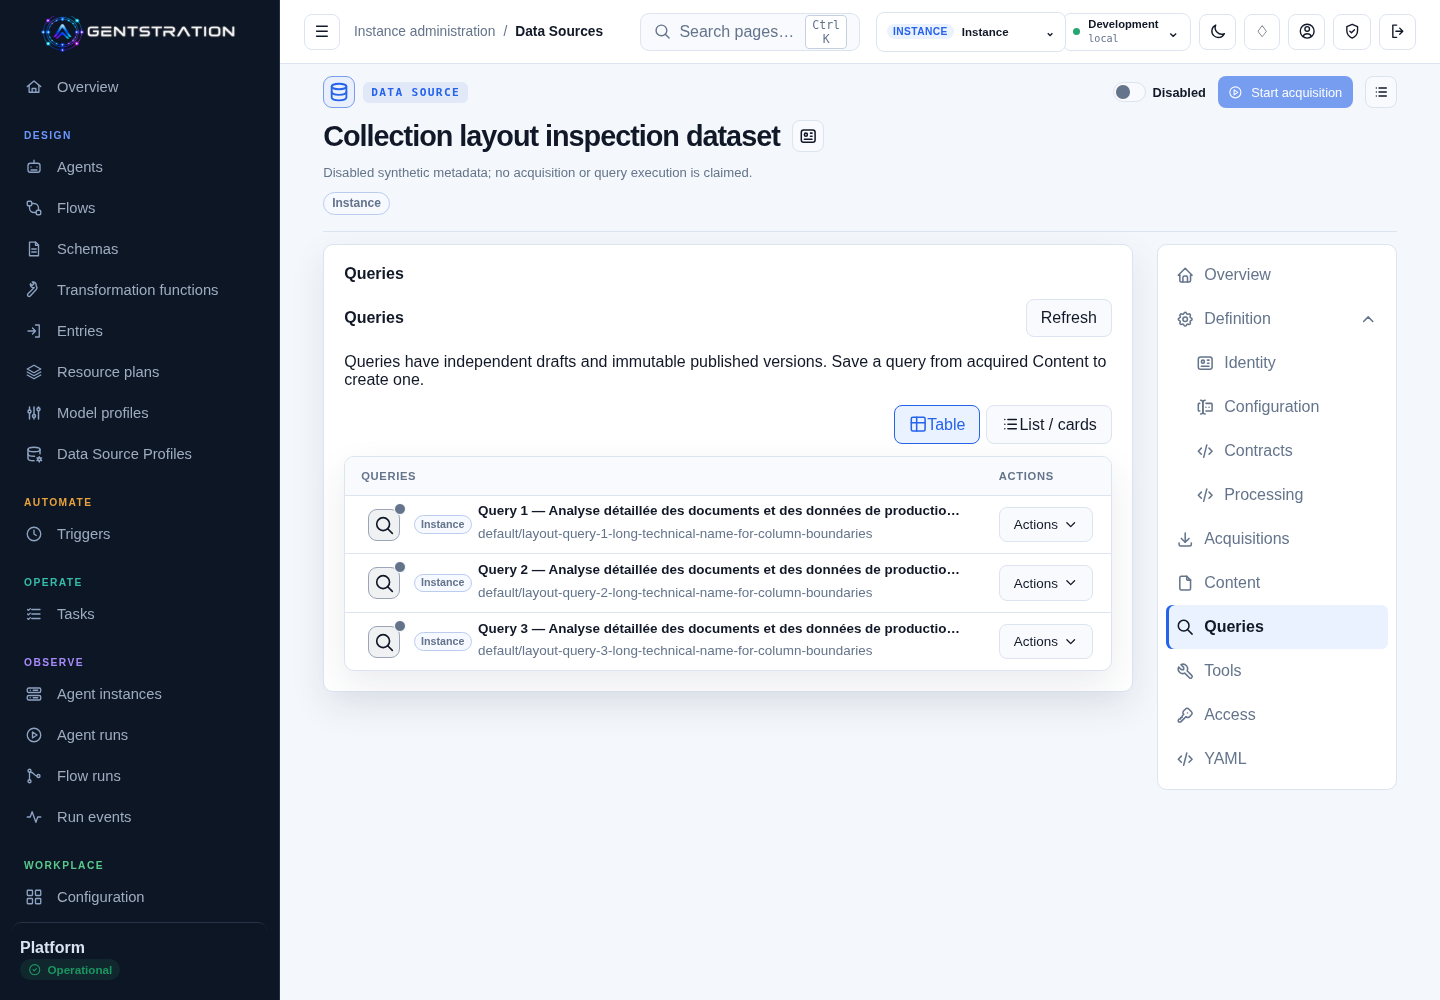 GENTSTRATION
Overview
DESIGN
Agents
Flows
Schemas
Transformation functions
Entries
Resource plans
Model profiles
Data Source Profiles
AUTOMATE
Triggers
OPERATE
Tasks
OBSERVE
Agent instances
Agent runs
Flow runs
Run events
WORKPLACE
Configuration
Platform
Operational
Instance administration / Data Sources
Search pages… Ctrl K
INSTANCE Instance
Development
local
DATA SOURCE
Disabled
Start acquisition
Collection layout inspection dataset
Disabled synthetic metadata; no acquisition or query execution is claimed.
Instance
Queries
Queries
Refresh
Queries have independent drafts and immutable published versions. Save a query from acquired Content to
create one.
Table
List / cards
QUERIES ACTIONS
Instance
Query 1 — Analyse détaillée des documents et des données de productio…
default/layout-query-1-long-technical-name-for-column-boundaries
Actions
Instance
Query 2 — Analyse détaillée des documents et des données de productio…
default/layout-query-2-long-technical-name-for-column-boundaries
Actions
Instance
Query 3 — Analyse détaillée des documents et des données de productio…
default/layout-query-3-long-technical-name-for-column-boundaries
Actions
Overview
Definition
Identity
Configuration
Contracts
Processing
Acquisitions
Content
Queries
Tools
Access
YAML